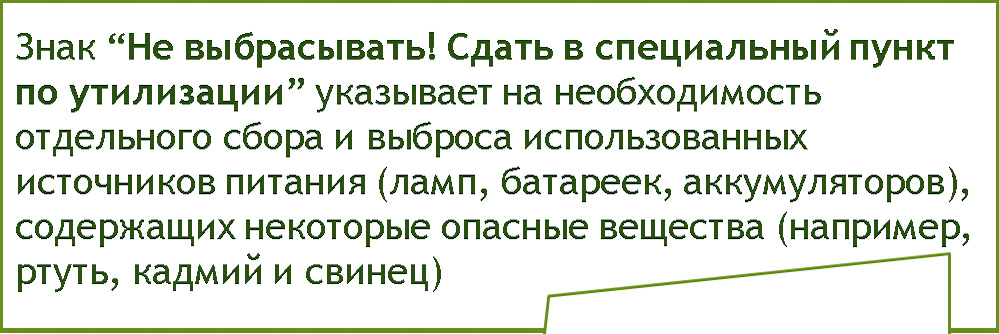 Знак “Не выбрасывать! Сдать в специальный пункт
по утилизации” указывает на необходимость
отдельного сбора и выброса использованных
источников питания (ламп, батареек, аккумуляторов),
содержащих некоторые опасные вещества (например,
ртуть, кадмий и свинец)